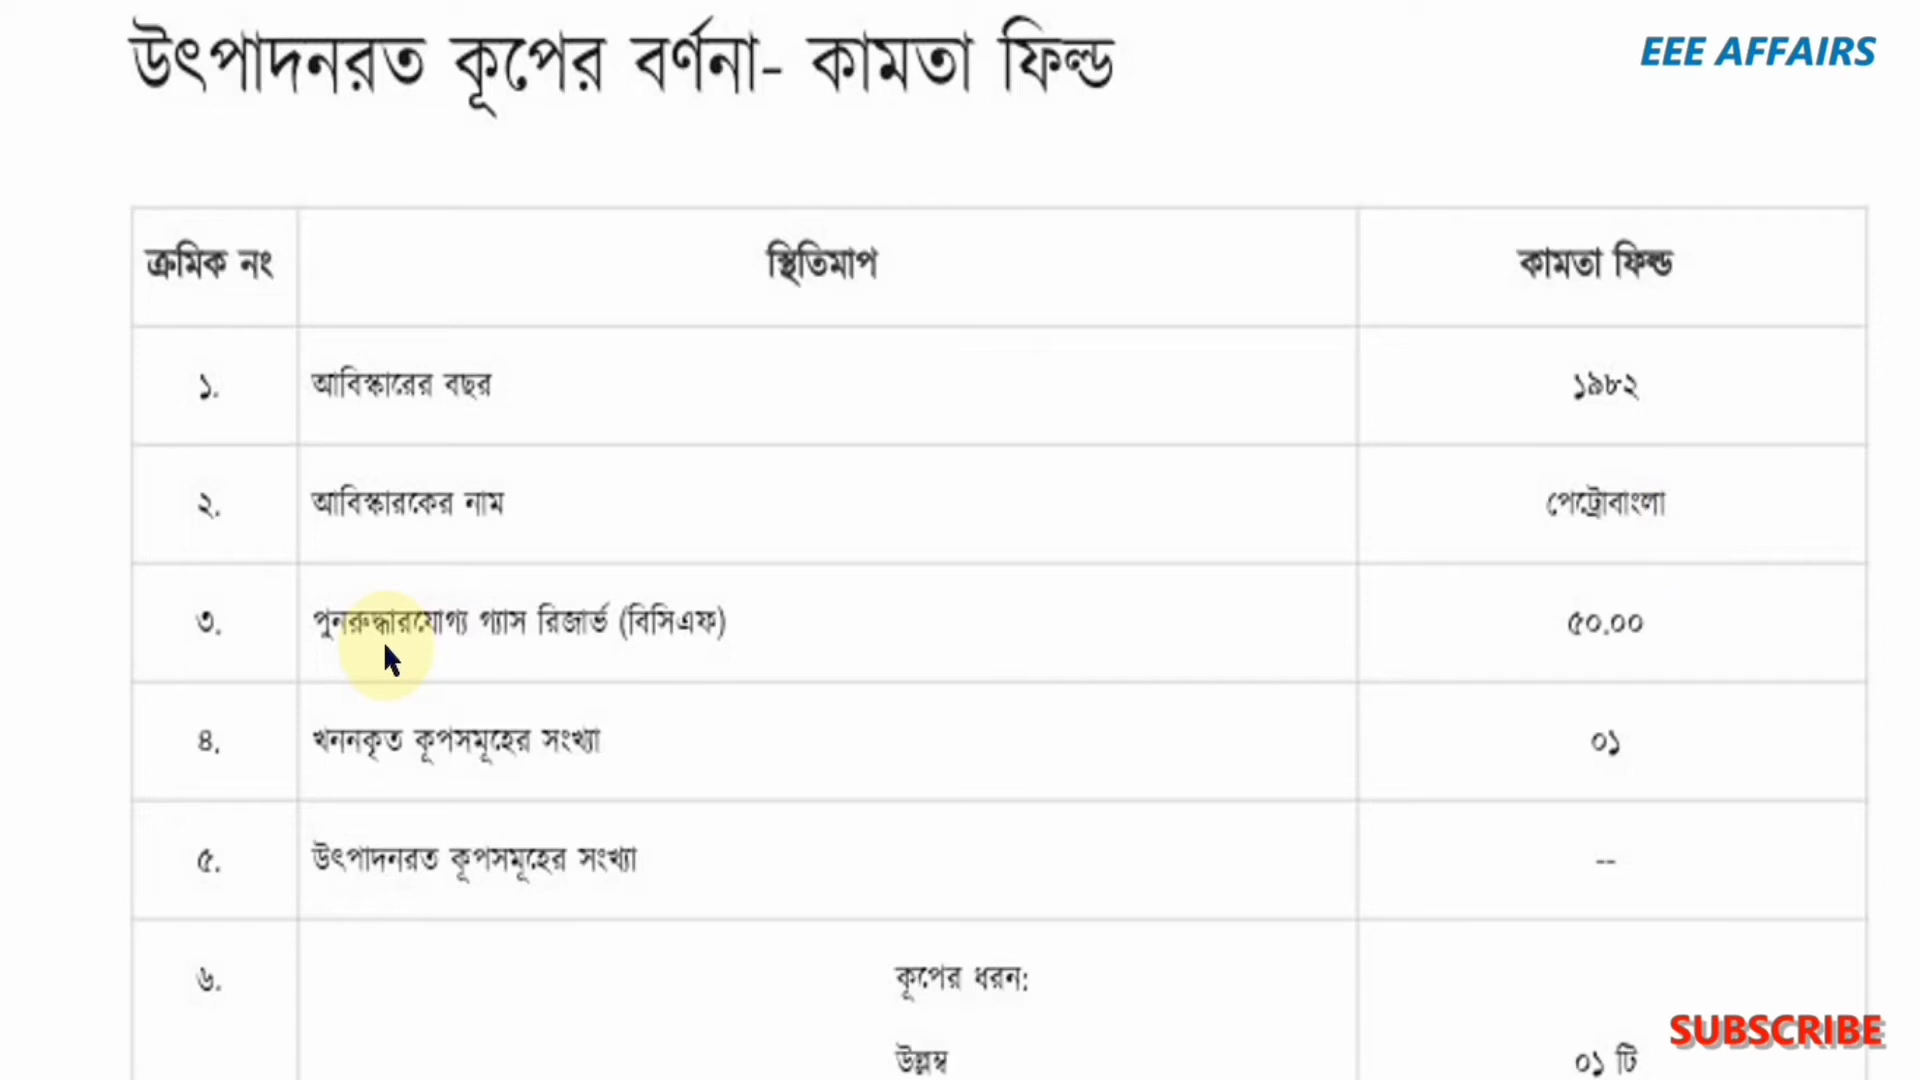 উৎপাদনরত কূপের বর্ণনা- কামতা ফিল্ড
EEE AFFAIRS
ক্রমিক নং স্থিতিমাপ কামতা ফিল্ড
১. আবিস্কারের বছর ১৯৮২
২. আবিস্কারকের নাম পেট্রোবাংলা
৩. পুনরুদ্ধারযোগ্য গ্যাস রিজার্ভ (বিসিএফ) ৫০.০০
৪. খননকৃত কূপসমূহের সংখ্যা ০১
৫. উৎপাদনরত কূপসমূহের সংখ্যা --
৬. কূপের ধরন:
উল্লম্ব ০১ টি
SUBSCRIBE